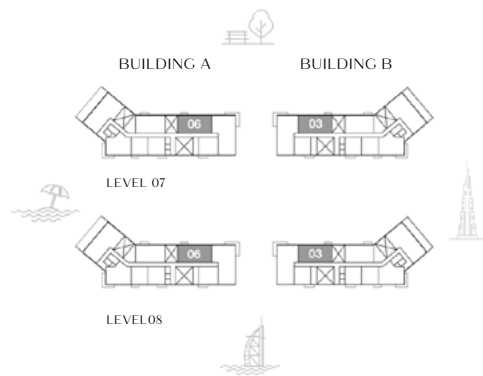 BUILDING A BUILDING B
06 03
LEVEL 07
06 03
LEVEL08